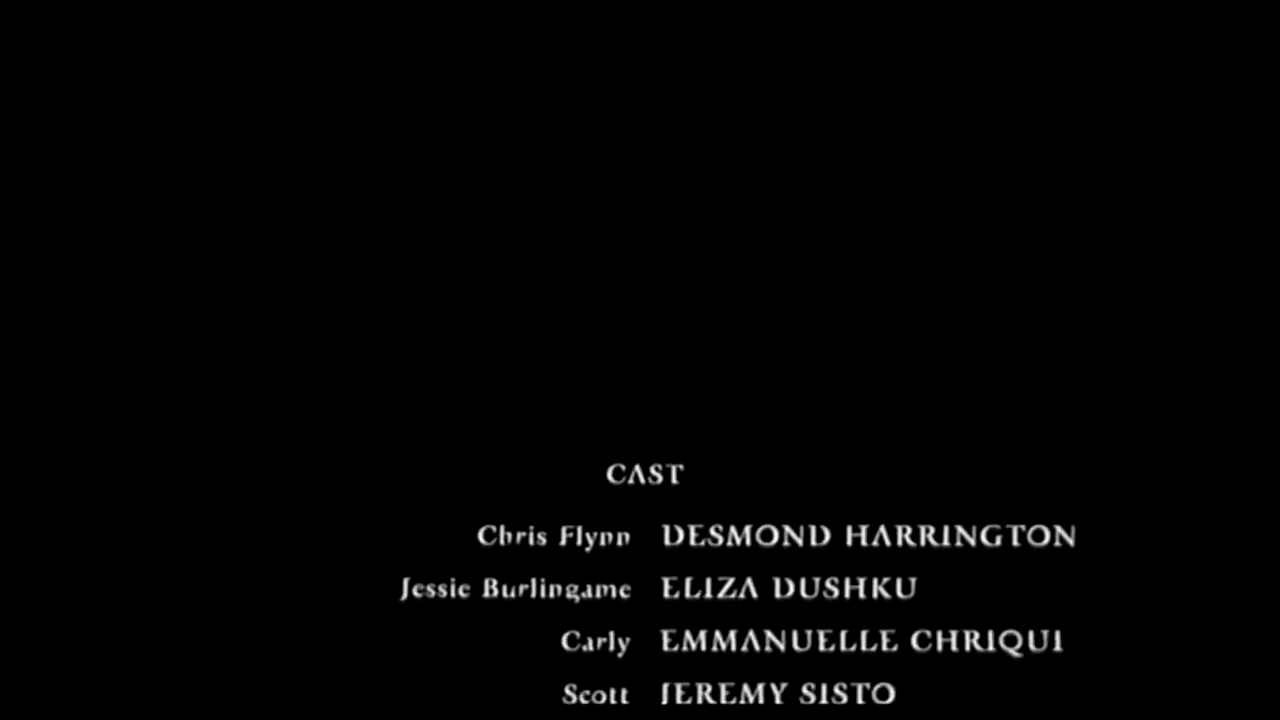 CAST
Chris Flynn DESMOND HARRINGTON
Jessie Burlingame ELIZA DUSHKU
Carly EMMANUELLE CHRIQUI
Scott JEREMY SISTO